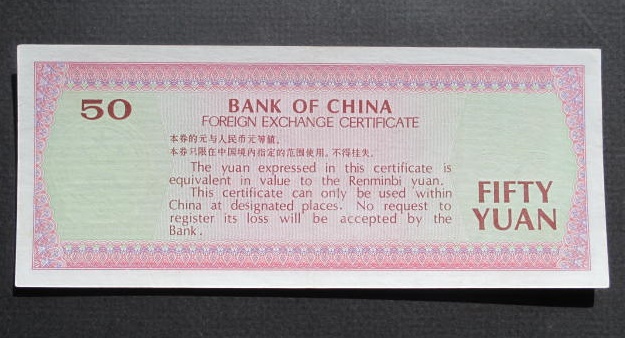 50
BANK OF CHINA
FOREIGN EXCHANGE CERTIFICATE
本券的元与人民币元等值。
本券只限在中国境内指定的范围使用，不得挂失。
The yuan expressed in this certificate is
equivalent in value to the Renminbi yuan.
This certificate can only be used within
China at designated places. No request to
register its loss will be accepted by the
Bank.
FIFTY
YUAN